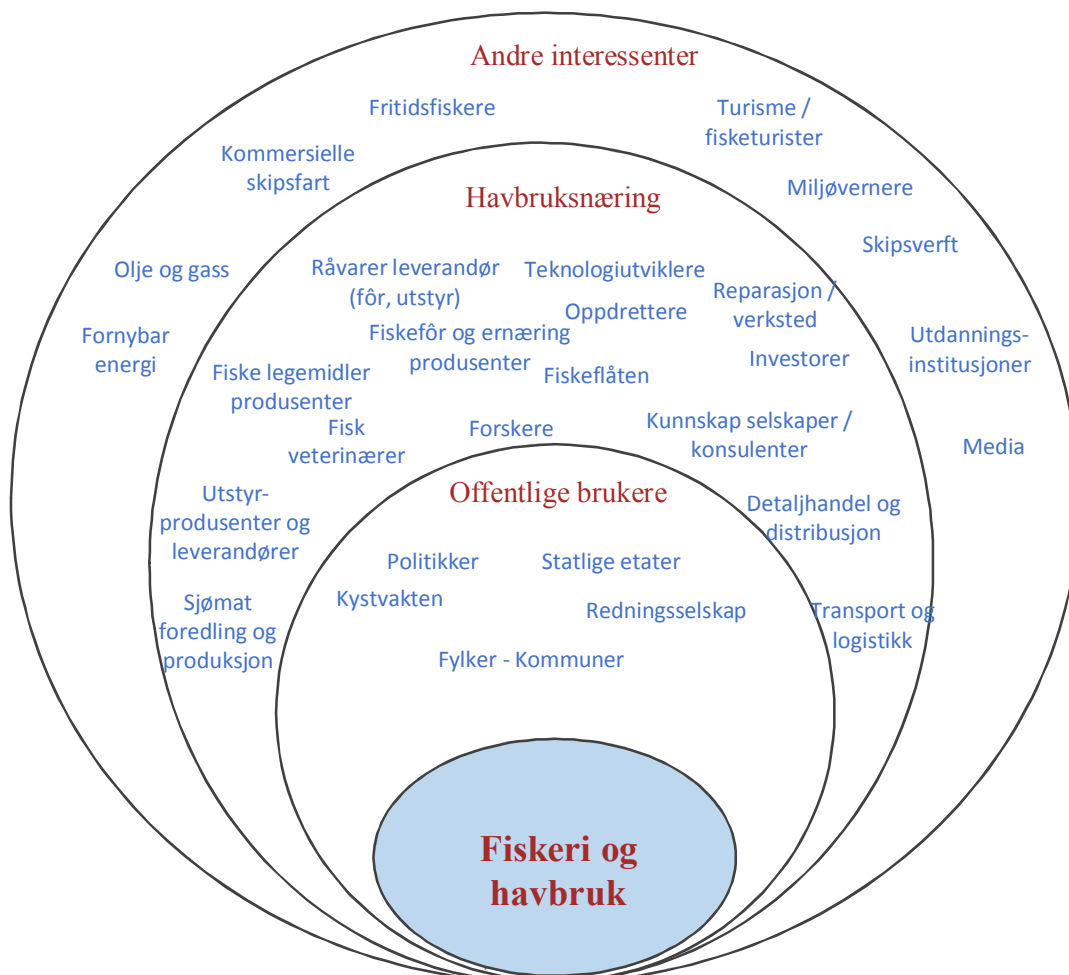 Andre interessenter
Fritidsfiskere
Turisme /
fisketurister
Kommersielle
skipsfart
Miljøvernere
Havbruksnæring
Skipsverft
Olje og gass
Råvarer leverandør
(fôr, utstyr)
Teknologiutviklere
Oppdrettere
Reparasjon /
verksted
Fornybar
energi
Fiskefôr og ernæring
produsenter
Utdannings-
institusjoner
Investorer
Fiske legemidler
produsenter
Fiskeflåten
Fisk
veterinærer
Forskere
Kunnskap selskaper /
konsulenter
Media
Offentlige brukere
Utstyr-
produsenter og
leverandører
Detaljhandel og
distribusjon
Politikker
Statlige etater
Kystvakten
Redningsselskap
Sjømat
foredling og
produksjon
Transport og
logistikk
Fylker - Kommuner
Fiskeri og
havbruk